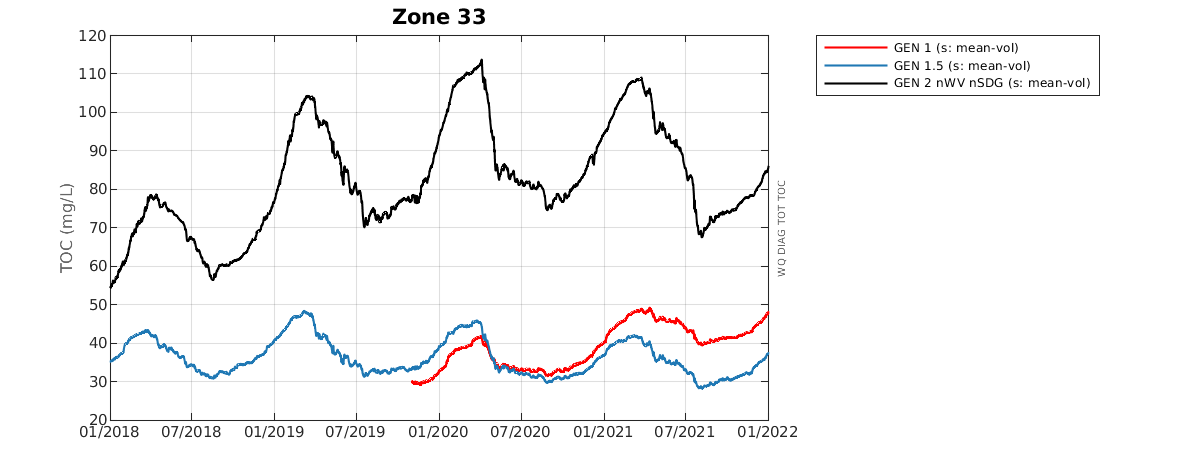 Zone 33
120
110
100
90
80
70
60
50
40
30
20
TOC (mg/L)
01/2018 07/2018 01/2019 07/2019 01/2020 07/2020 01/2021 07/2021 01/2022
WQ DIAG TOT TOC
GEN 1 (s: mean-vol)
GEN 1.5 (s: mean-vol)
GEN 2 nWV nSDG (s: mean-vol)